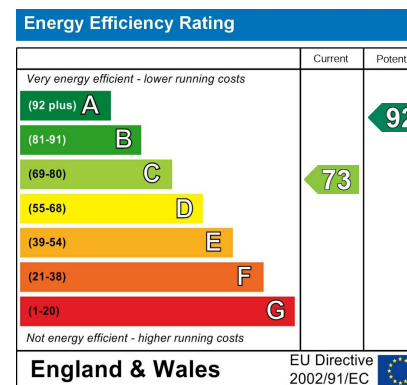 Energy Efficiency Rating
Current
Potent
Very energy efficient - lower running costs
(92 plus) A
(81-91) B
(69-80) C
(55-68) D
(39-54) E
(21-38) F
(1-20) G
73
92
Not energy efficient - higher running costs
England & Wales
EU Directive
2002/91/EC